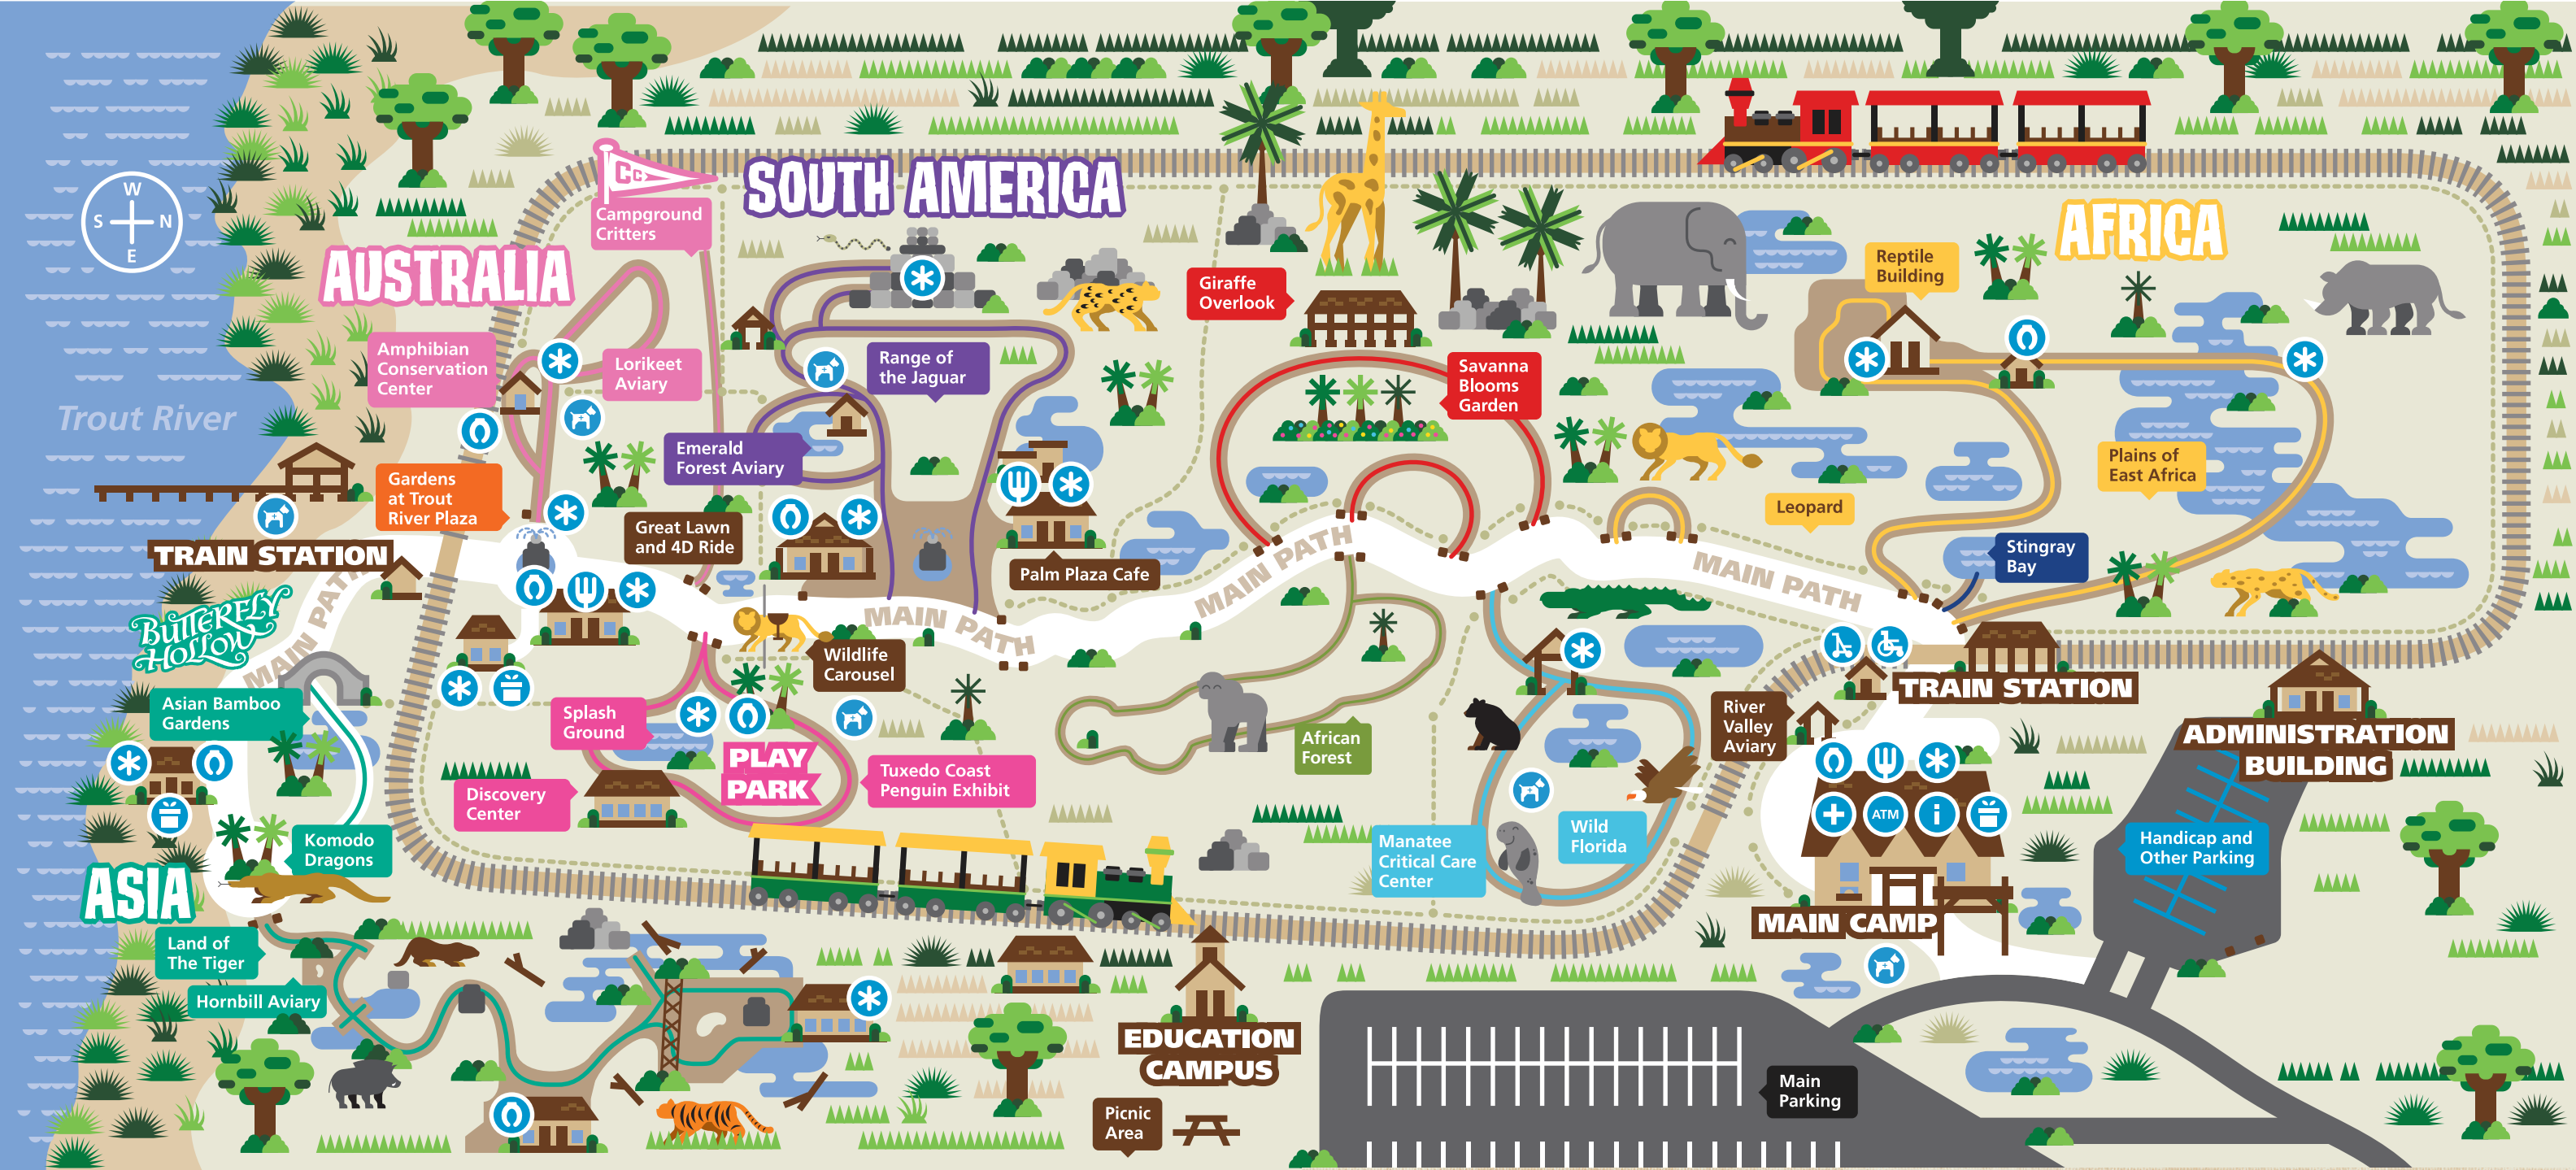 W
S
N
E
Trout River
CC
Campground
Critters
SOUTH AMERICA
AUSTRALIA
AFRICA
Amphibian
Conservation
Center
Lorikeet
Aviary
Range of
the Jaguar
Emerald
Forest Aviary
Giraffe
Overlook
Savanna
Blooms
Garden
Reptile
Building
Plains of
East Africa
Leopard
Stingray
Bay
Gardens
at Trout
River Plaza
Great Lawn
and 4D Ride
Palm Plaza Cafe
TRAIN STATION
MAIN PATH
MAIN PATH
MAIN PATH
MAIN PATH
MAIN PATH
BUTTERFLY
HOLLOW
Asian Bamboo
Gardens
Komodo
Dragons
ASIA
Land of
The Tiger
Hornbill Aviary
Wildlife
Carousel
Splash
Ground
PLAY
PARK
Discovery
Center
Tuxedo Coast
Penguin Exhibit
African
Forest
Manatee
Critical Care
Center
Wild
Florida
River
Valley
Aviary
TRAIN STATION
ATM
i
MAIN CAMP
ADMINISTRATION
BUILDING
Handicap and
Other Parking
EDUCATION
CAMPUS
Picnic
Area
Main
Parking